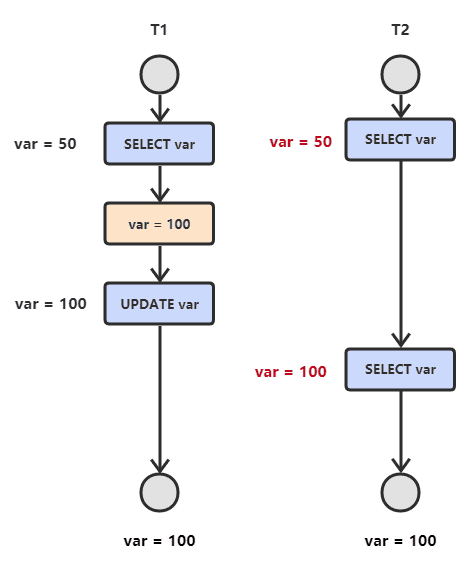 T1
T2
var = 50
SELECT var
var = 50
SELECT var
var = 100
var = 100
UPDATE var
var = 100
SELECT var
var = 100
var = 100